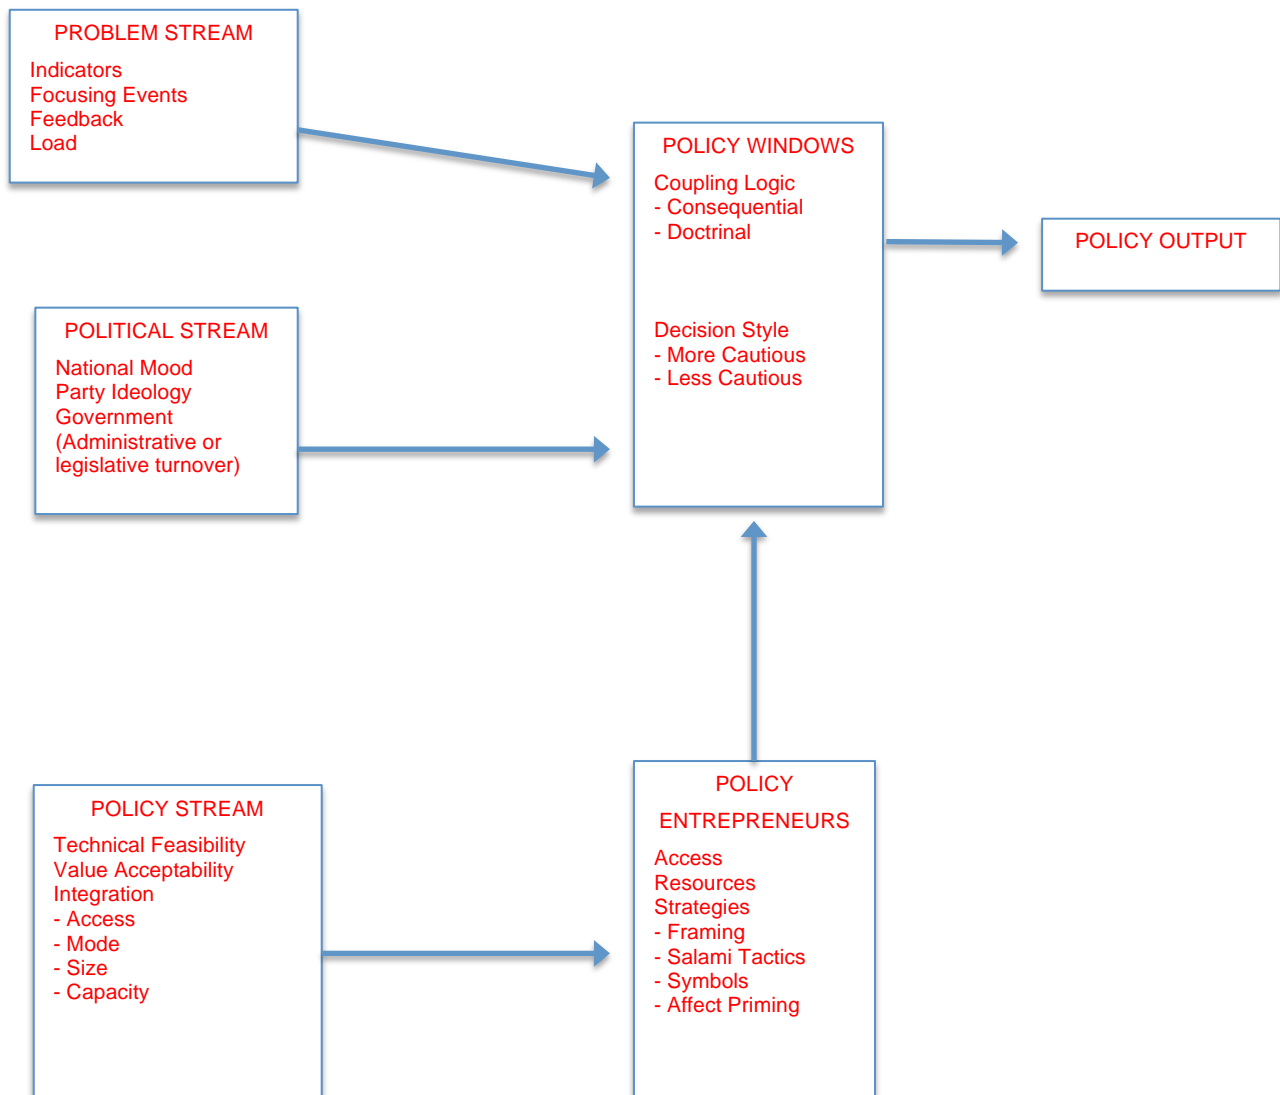 PROBLEM STREAM
Indicators
Focusing Events
Feedback
Load
POLICY WINDOWS
Coupling Logic
- Consequential
- Doctrinal
Decision Style
- More Cautious
- Less Cautious
POLICY OUTPUT
POLITICAL STREAM
National Mood
Party Ideology
Government
(Administrative or
legislative turnover)
POLICY STREAM
Technical Feasibility
Value Acceptability
Integration
- Access
- Mode
- Size
- Capacity
POLICY
ENTREPRENEURS
Access
Resources
Strategies
- Framing
- Salami Tactics
- Symbols
- Affect Priming